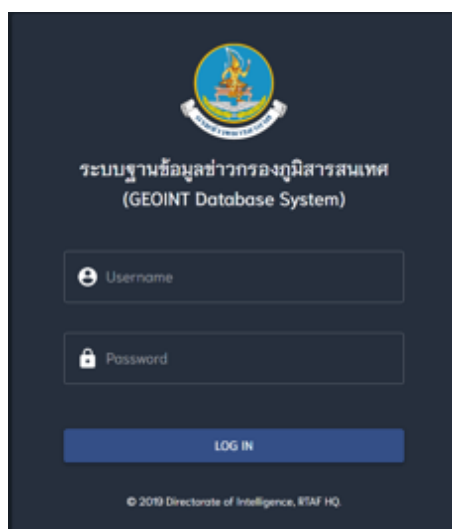 ระบบฐานข้อมูลข่าวกรองภูมิสารสนเทศ
(GEOINT Database System)
Username
Password
LOG IN
© 2019 Directorate of Intelligence, RTAF HQ.